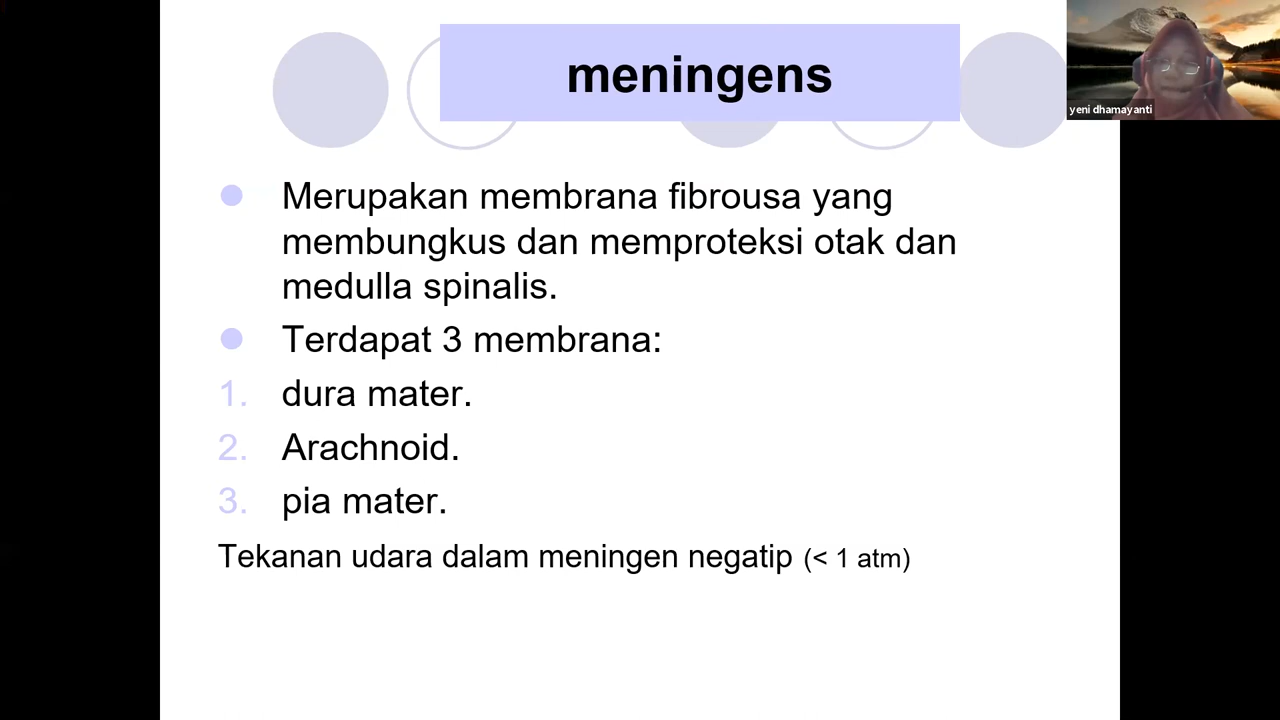 meningens
yeni dhamayanti
Merupakan membrana fibrousa yang
membungkus dan memproteksi otak dan
medulla spinalis.
Terdapat 3 membrana:
1. dura mater.
2. Arachnoid.
3. pia mater.
Tekanan udara dalam meningen negatip (< 1 atm)